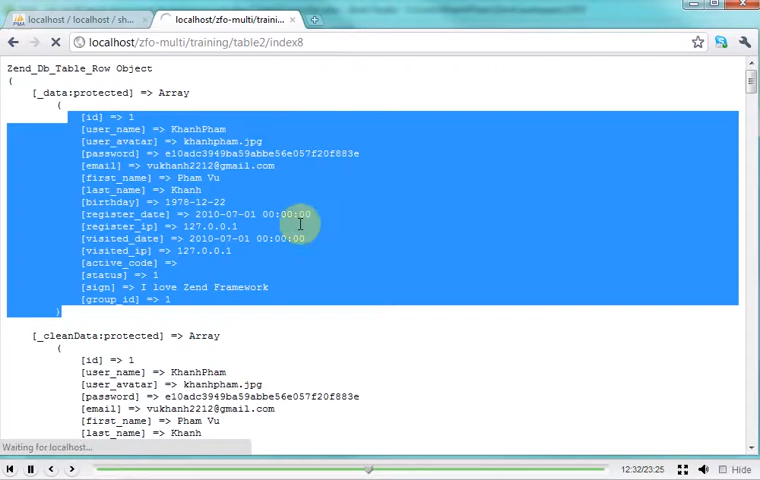 localhost / localhost / sh...
localhost/zfo-multi/traini...
localhost/zfo-multi/training/table2/index8
Zend_Db_Table_Row Object
(
[_data:protected] => Array
(
[id] => 1
[user_name] => KhanhPham
[user_avatar] => khanhpham.jpg
[password] => e10adc3949ba59abbe56e057f20f883e
[email] => vukhanh2212@gmail.com
[first_name] => Pham Vu
[last_name] => Khanh
[birthday] => 1978-12-22
[register_date] => 2010-07-01 00:00:00
[register_ip] => 127.0.0.1
[visited_date] => 2010-07-01 00:00:00
[visited_ip] => 127.0.0.1
[active_code] =>
[status] => 1
[sign] => I love Zend Framework
[group_id] => 1
)
[_cleanData:protected] => Array
(
[id] => 1
[user_name] => KhanhPham
[user_avatar] => khanhpham.jpg
[password] => e10adc3949ba59abbe56e057f20f883e
[email] => vukhanh2212@gmail.com
[first_name] => Pham Vu
[last_name] => Khanh
Waiting for localhost...
12:32/23:25
Hide